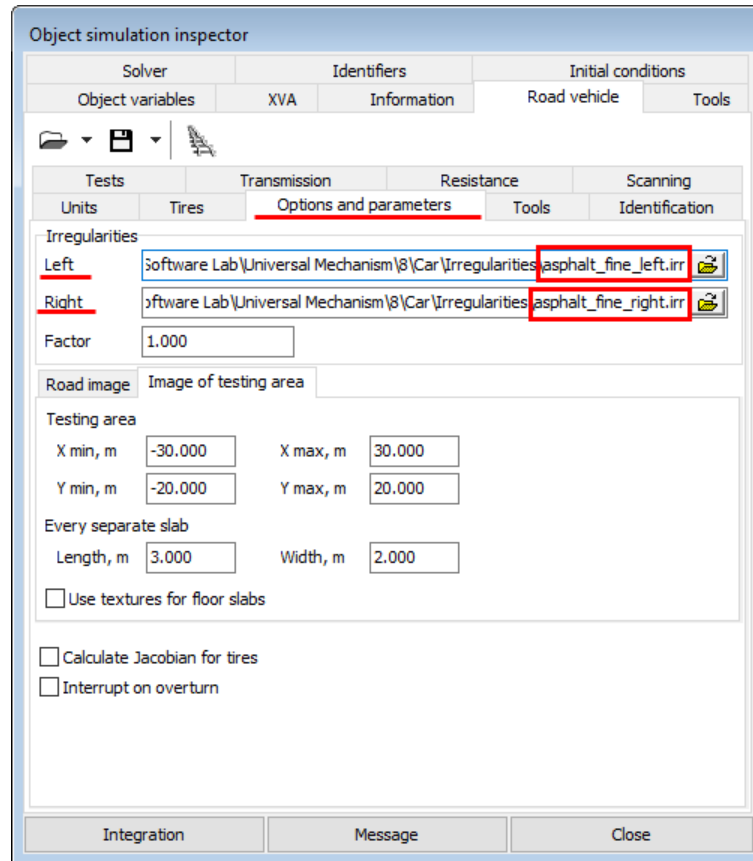 Object simulation inspector
Solver Identifiers Initial conditions
Object variables XVA Information Road vehicle Tools
Tests Transmission Resistance Scanning
Units Tires Options and parameters Tools Identification
Irregularities
Left Software Lab\Universal Mechanism\8\Car\Irregularities\asphalt_fine_left.irr
Right oftware Lab\Universal Mechanism\8\Car\Irregularities\asphalt_fine_right.irr
Factor 1.000
Road image Image of testing area
Testing area
X min, m -30.000 X max, m 30.000
Y min, m -20.000 Y max, m 20.000
Every separate slab
Length, m 3.000 Width, m 2.000
Use textures for floor slabs
Calculate Jacobian for tires
Interrupt on overturn
Integration Message Close